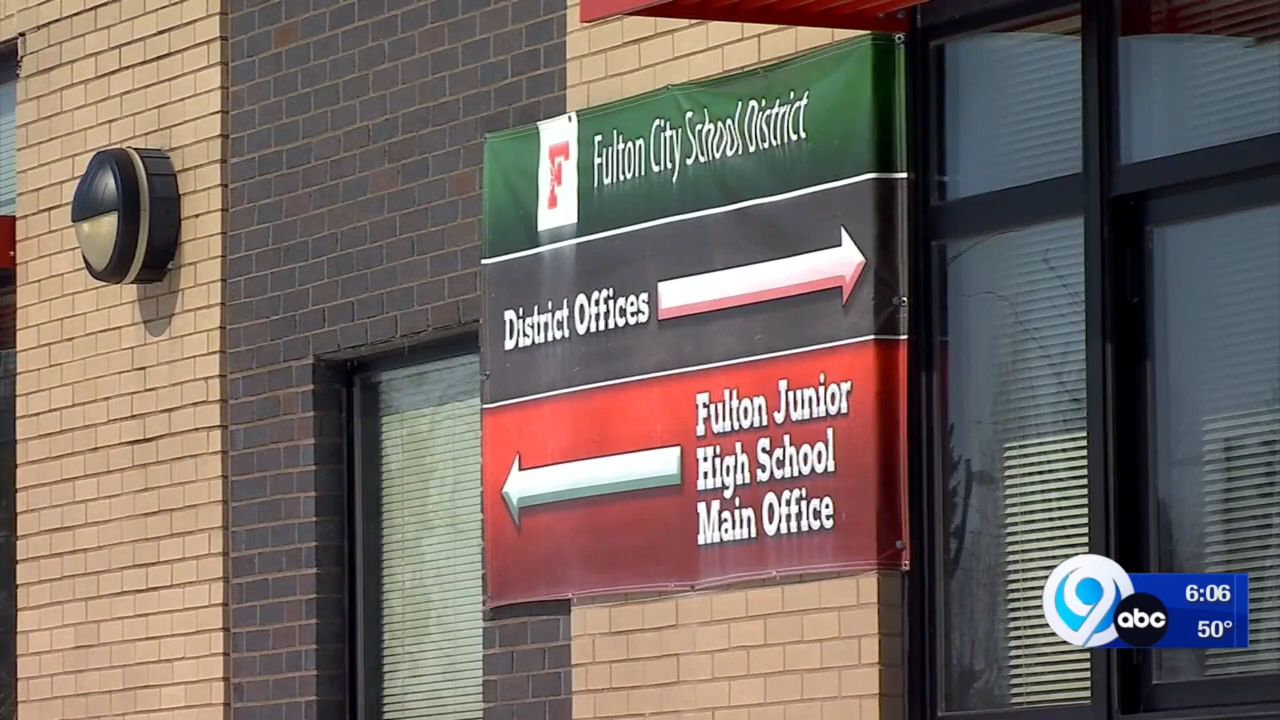 F
Fulton City School District
District Offices
Fulton Junior
High School
Main Office
9
abc
6:06
50°